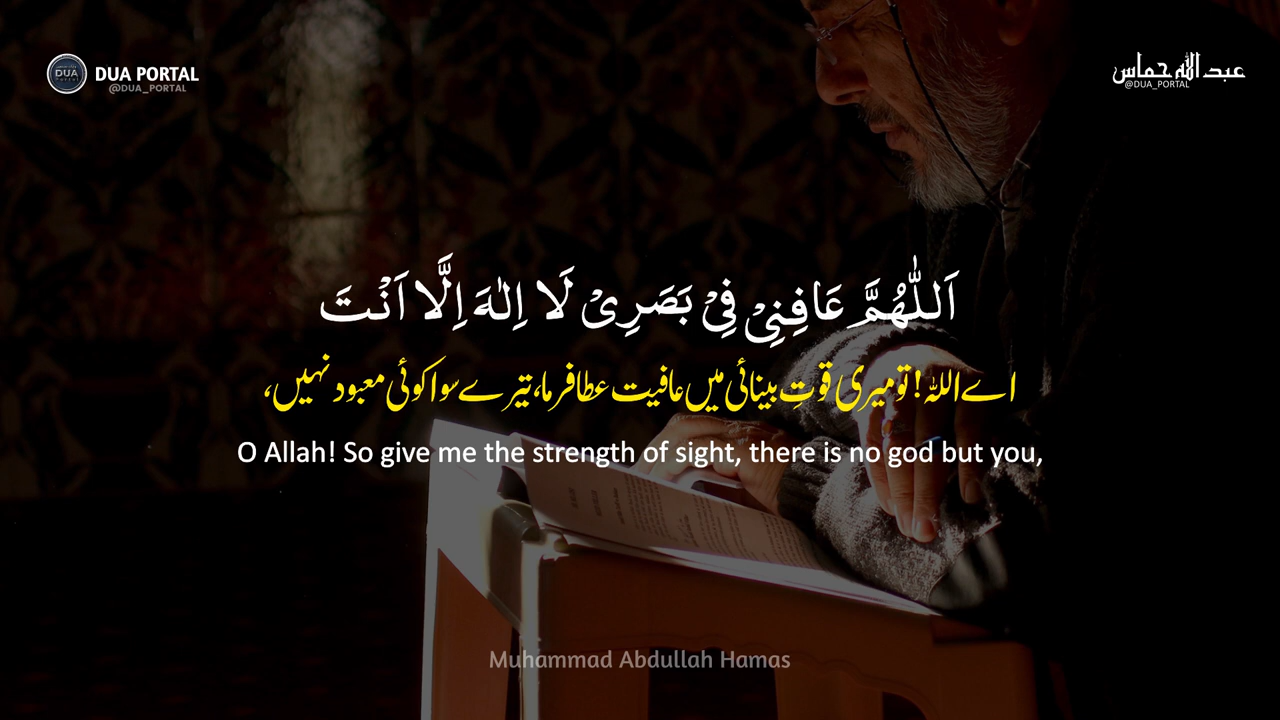 DUA
DUA PORTAL
@DUA_PORTAL
عبد الله حماس
@DUA_PORTAL
اَللّٰهُمَّ عَافِنِیْ فِیْ بَصَرِیْ لَا اِلٰهَ اِلَّا اَنْتَ
اے اللہ! تو میری قوتِ بینائی میں عافیت عطا فرما، تیرے سوا کوئی معبود نہیں،
O Allah! So give me the strength of sight, there is no god but you,
Muhammad Abdullah Hamas